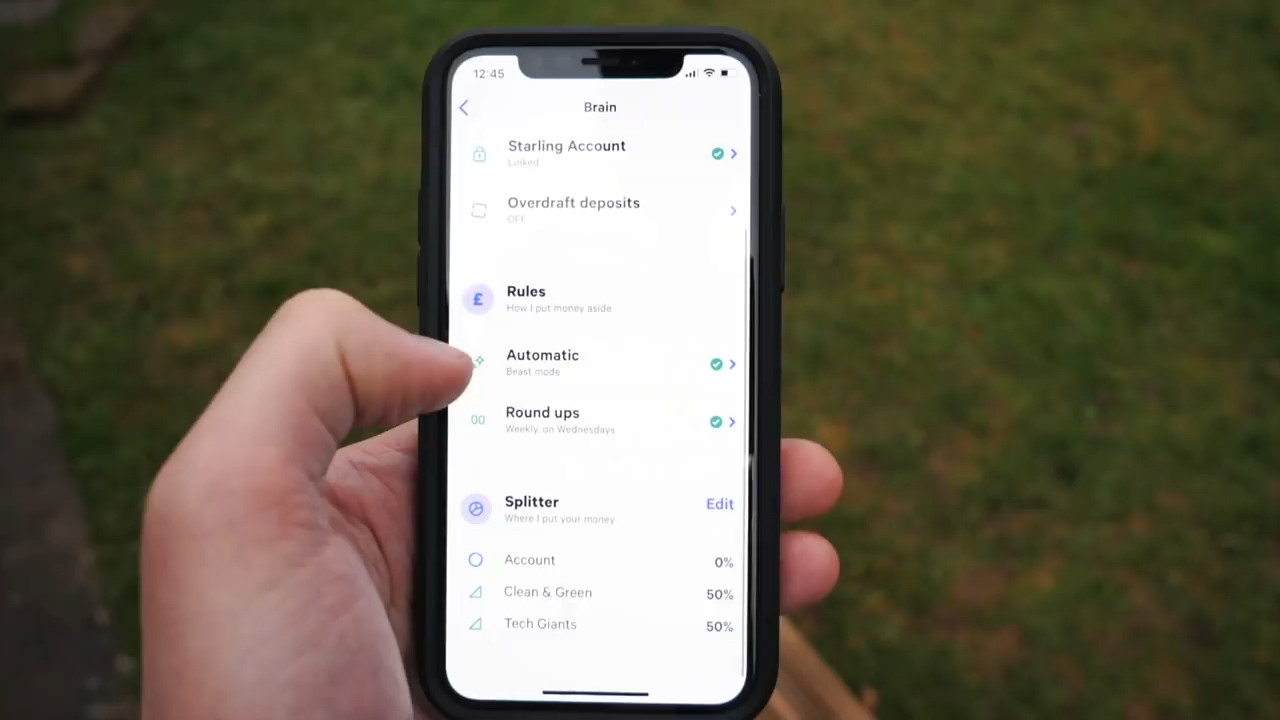 12:45
Brain
Starling Account
Linked
Overdraft deposits
OFF
£
Rules
How I put money aside
Automatic
Beast mode
Round ups
Weekly, on Wednesdays
Splitter
Edit
Where I put your money
Account
0%
Clean & Green
50%
Tech Giants
50%